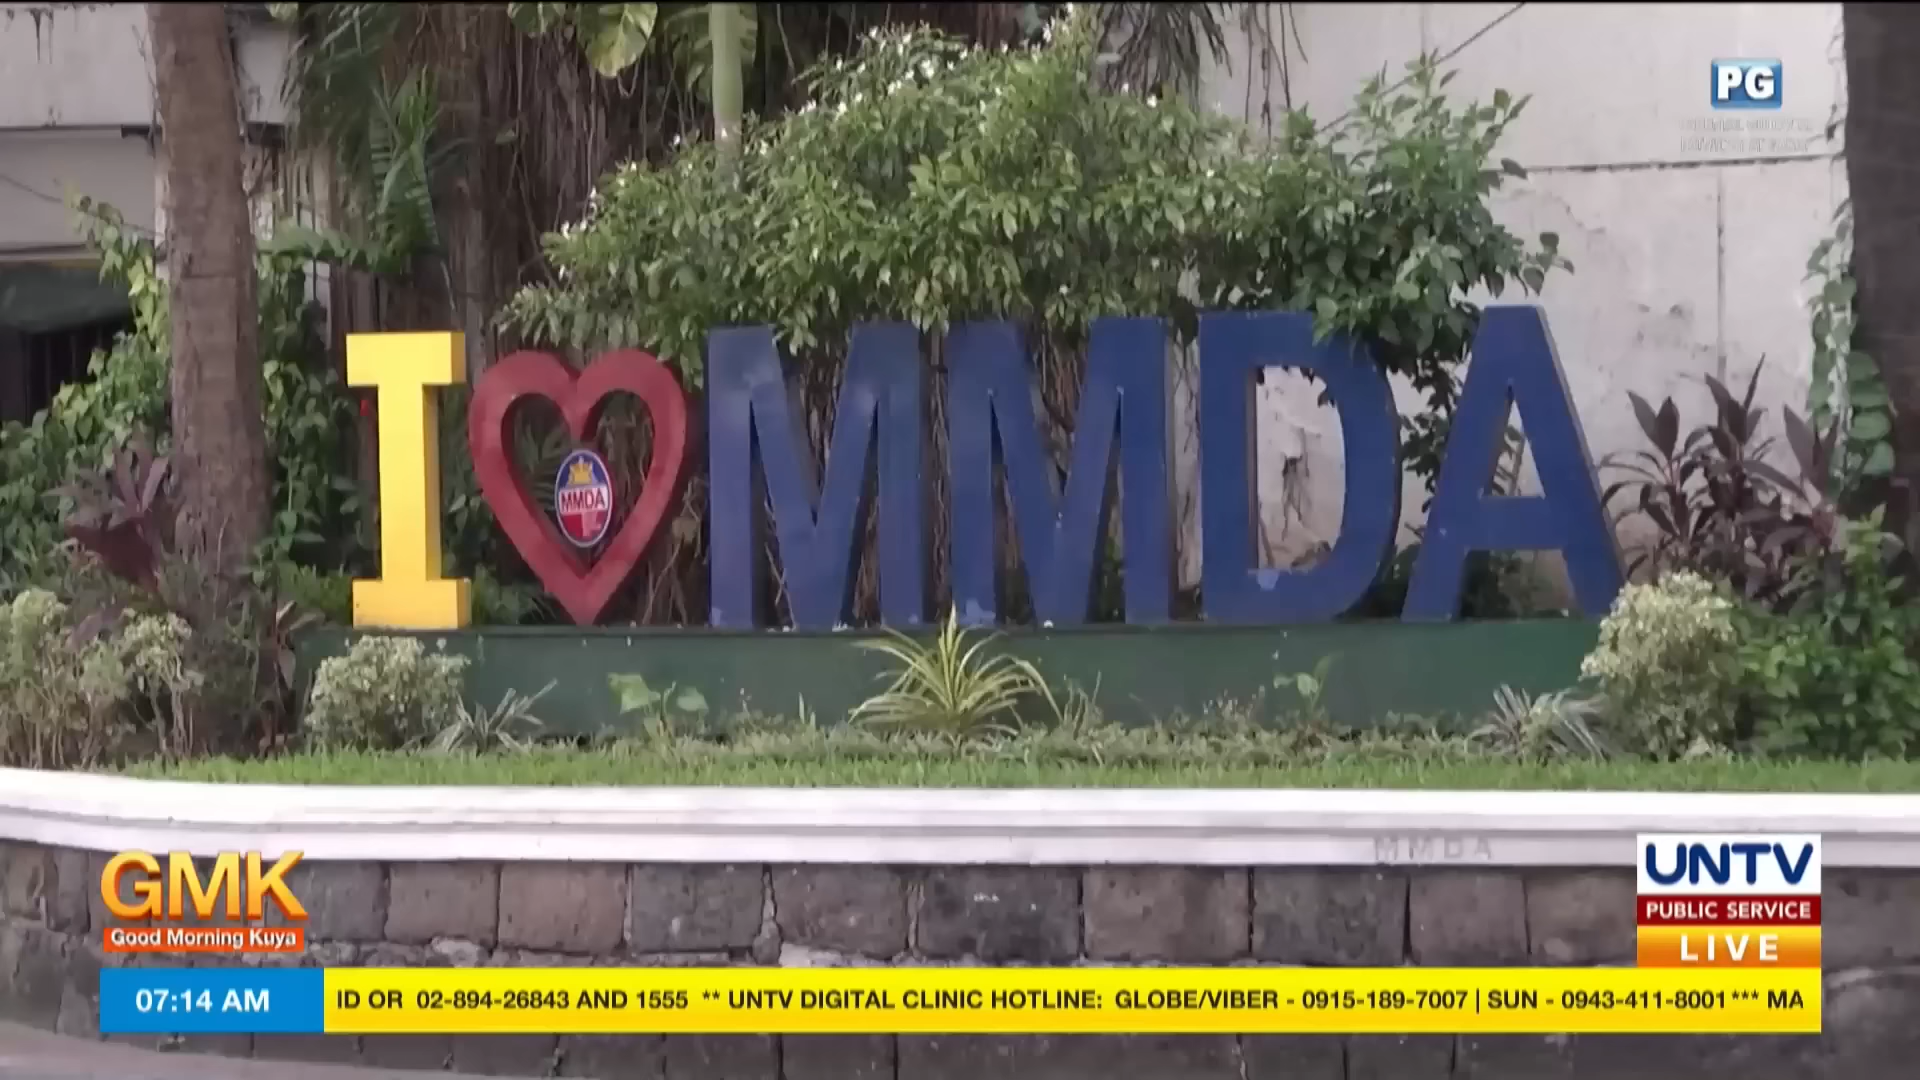 PG
I MMDA
MMDA
MMDA
GMK
Good Morning Kuya
UNTV
PUBLIC SERVICE
LIVE
07:14 AM
ID OR 02-894-26843 AND 1555 ** UNTV DIGITAL CLINIC HOTLINE: GLOBE/VIBER - 0915-189-7007 | SUN - 0943-411-8001 *** MA